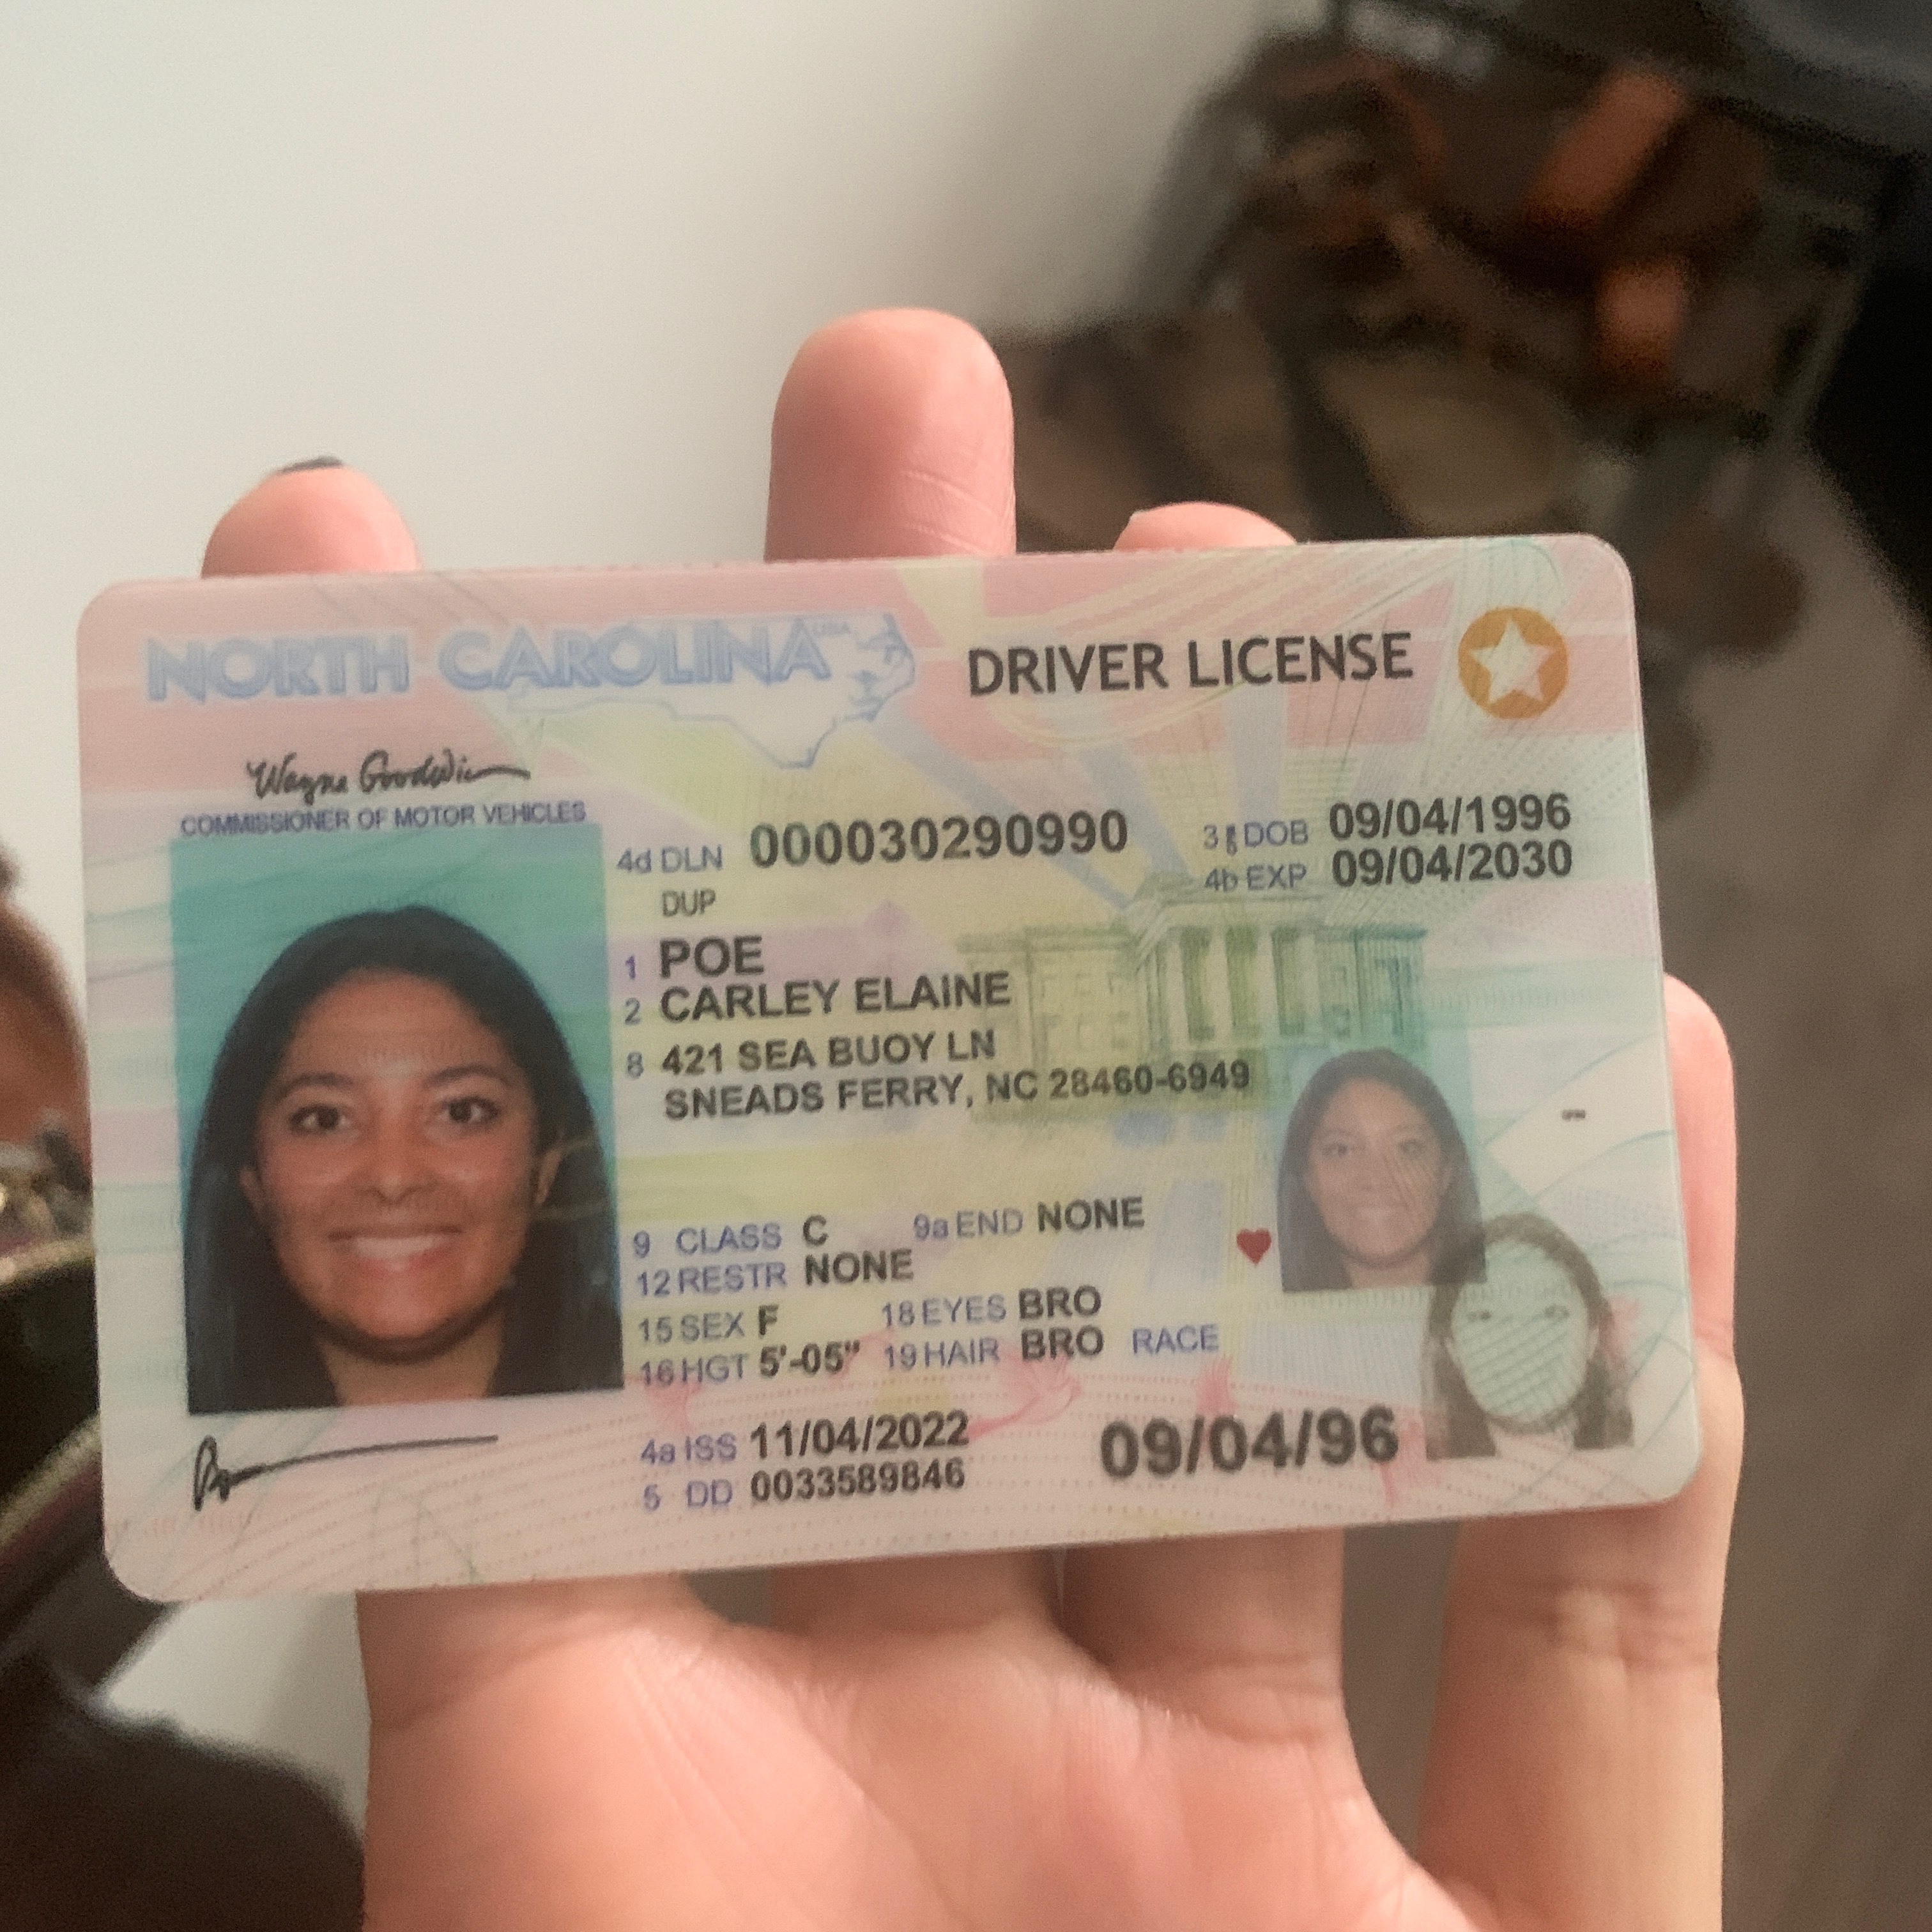 NORTH CAROLINA USA
DRIVER LICENSE
Wayne Goodwin
COMMISSIONER OF MOTOR VEHICLES
4d DLN 000030290990
3 DOB 09/04/1996
4b EXP 09/04/2030
DUP
1 POE
2 CARLEY ELAINE
8 421 SEA BUOY LN
SNEADS FERRY, NC 28460-6949
9 CLASS C 9a END NONE
12 RESTR NONE
15 SEX F 18 EYES BRO
16 HGT 5'-05" 19 HAIR BRO RACE
4a ISS 11/04/2022
5 DD 0033589846
09/04/96